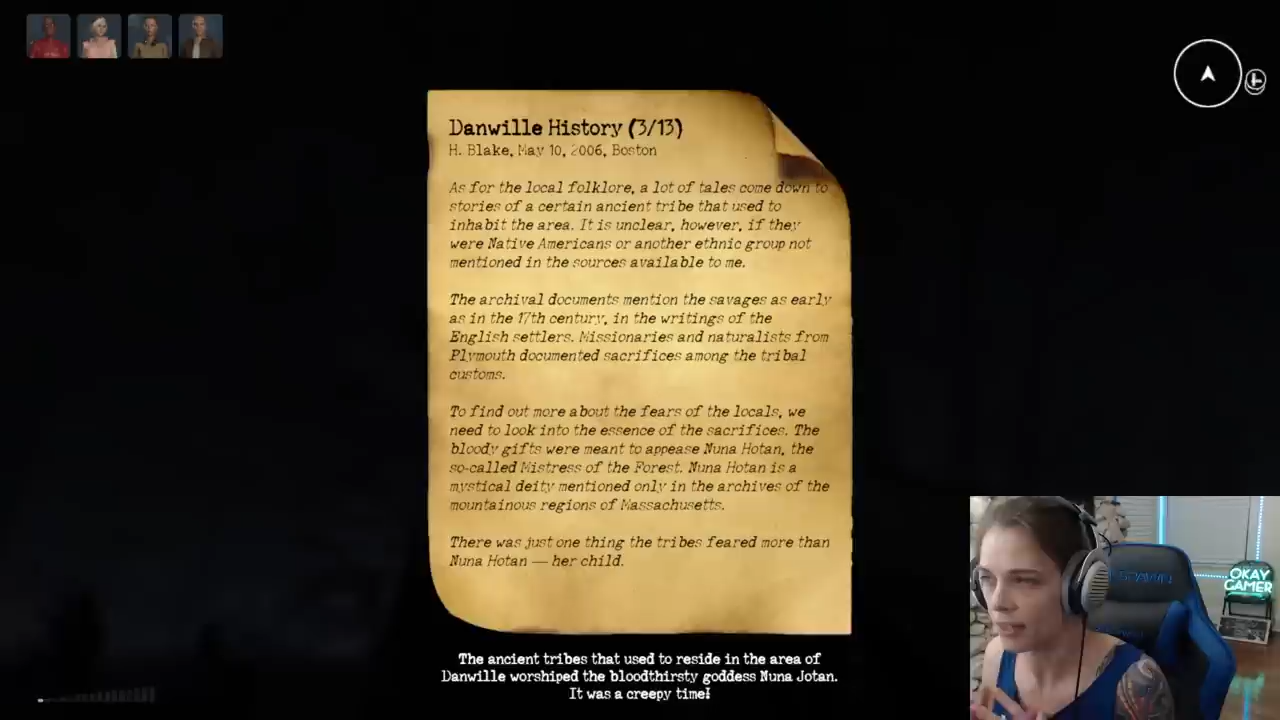 Danwille History (3/13)
H. Blake, May 10, 2006, Boston
As for the local folklore, a lot of tales come down to
stories of a certain ancient tribe that used to
inhabit the area. It is unclear, however, if they
were Native Americans or another ethnic group not
mentioned in the sources available to me.
The archival documents mention the savages as early
as in the 17th century, in the writings of the
English settlers. Missionaries and naturalists from
Plymouth documented sacrifices among the tribal
customs.
To find out more about the fears of the locals, we
need to look into the essence of the sacrifices. The
bloody gifts were meant to appease Nuna Hotan, the
so-called Mistress of the Forest. Nuna Hotan is a
mystical deity mentioned only in the archives of the
mountainous regions of Massachusetts.
There was just one thing the tribes feared more than
Nuna Hotan — her child.
The ancient tribes that used to reside in the area of
Danwille worshiped the bloodthirsty goddess Nuna Jotan.
It was a creepy time!
OKAY
GAMER